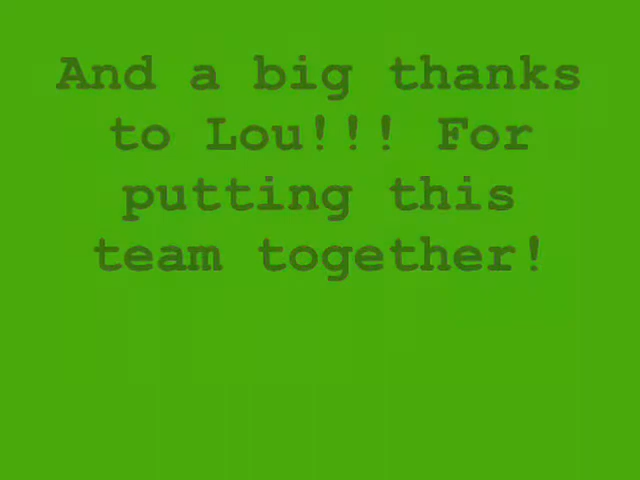 And a big thanks
to Lou!!! For
putting this
team together!